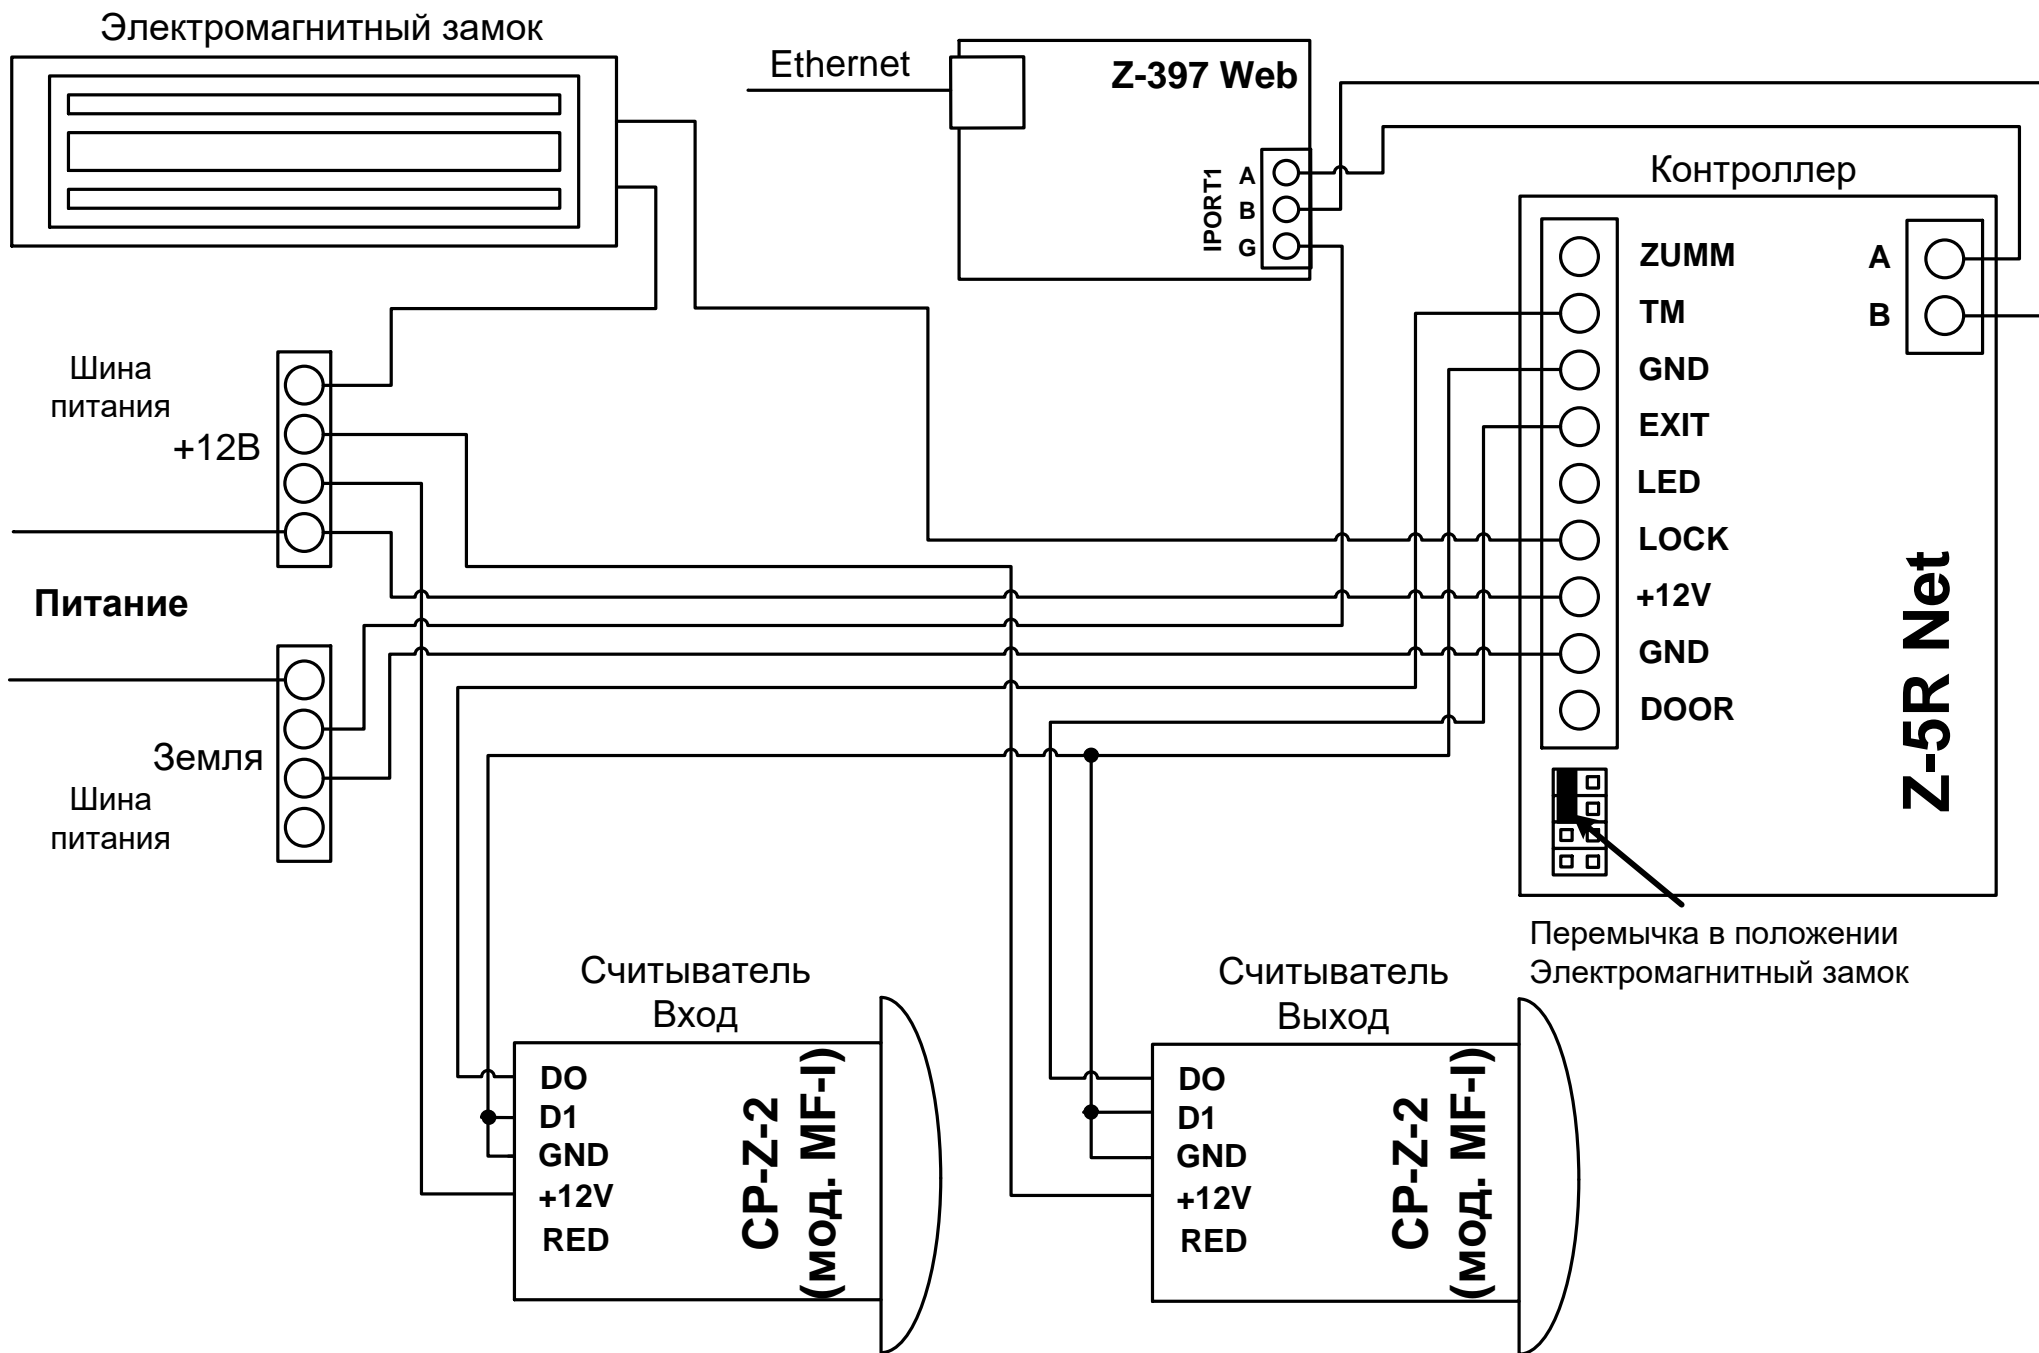 Электромагнитный замок
Ethernet
Z-397 Web
IPORT1
A
B
G
Контроллер
ZUMM
TM
GND
EXIT
LED
LOCK
+12V
GND
DOOR
A
B
Z-5R Net
Шина
питания
+12В
Питание
Земля
Шина
питания
Перемычка в положении
Электромагнитный замок
Считыватель
Вход
DO
D1
GND
+12V
RED
CP-Z-2
(мод. MF-I)
Считыватель
Выход
DO
D1
GND
+12V
RED
CP-Z-2
(мод. MF-I)